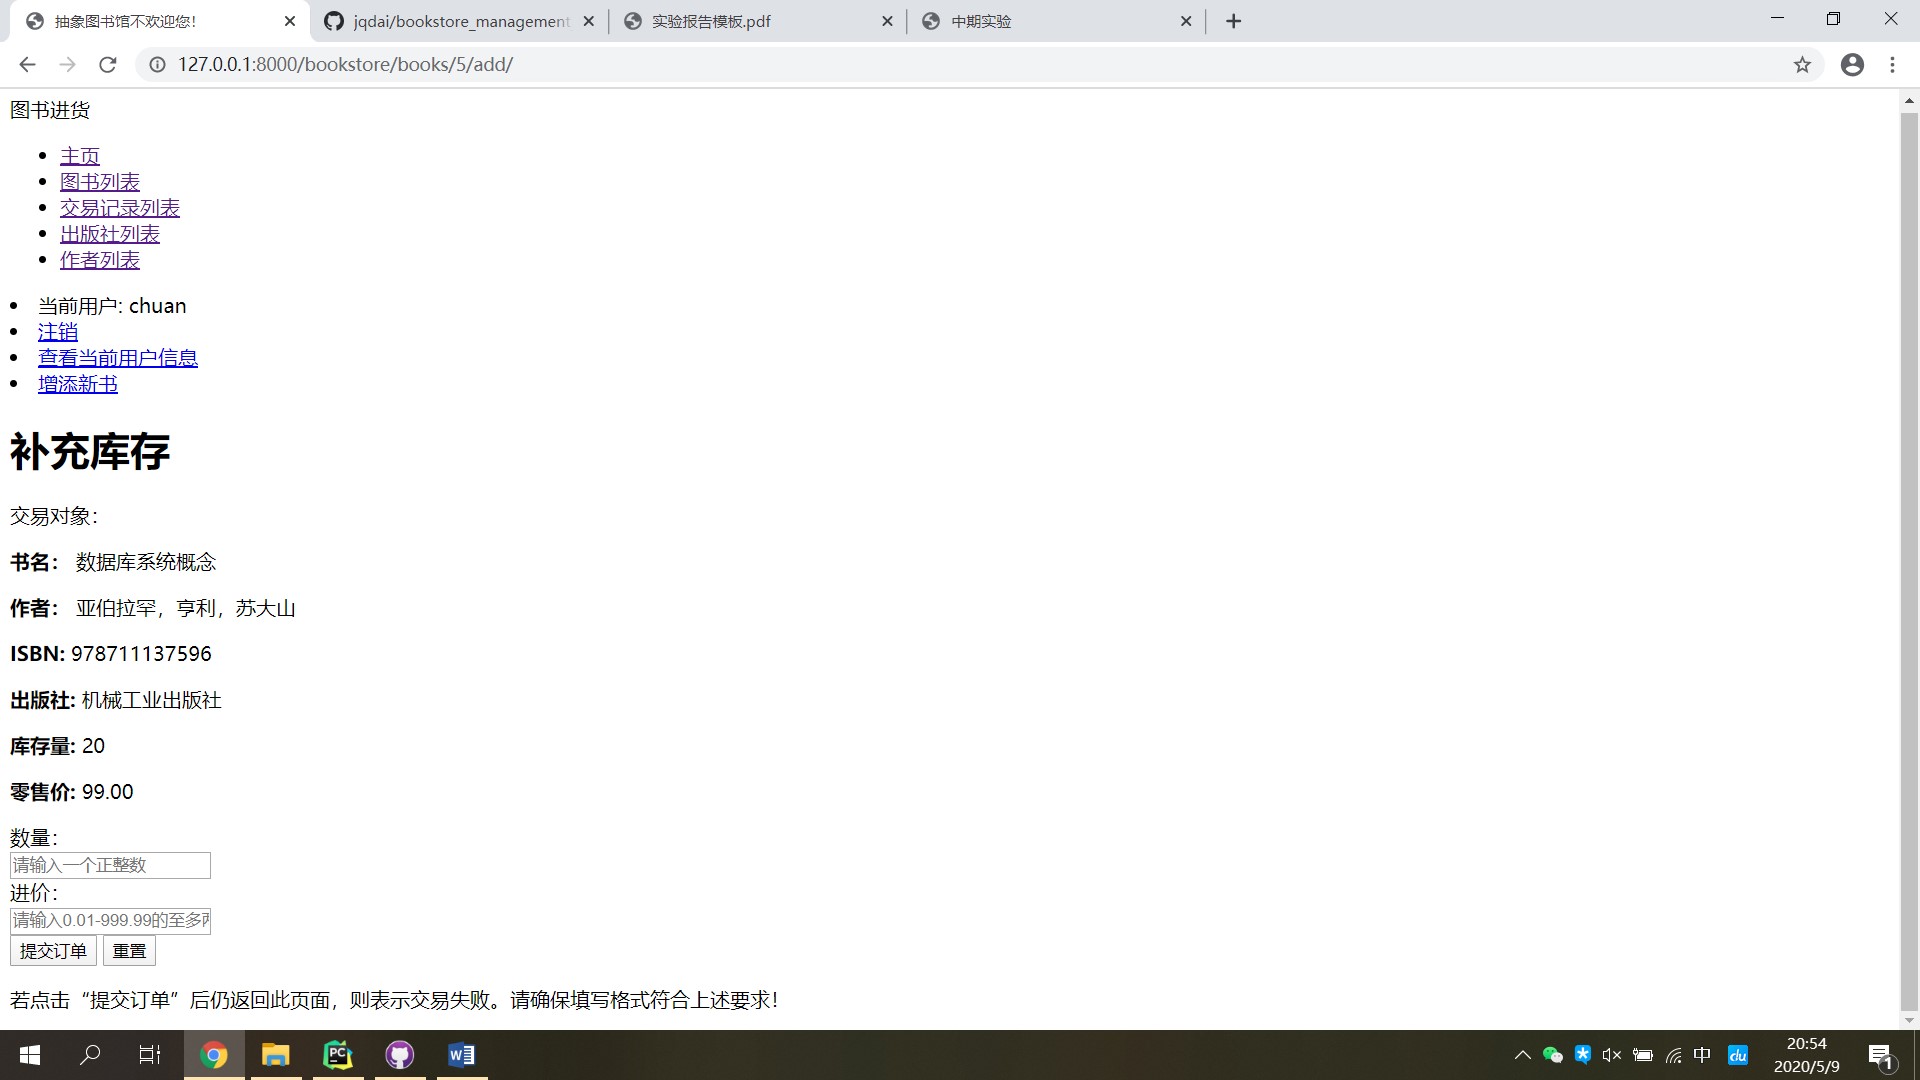 抽象图书馆不欢迎您!
jqdai/bookstore_management
实验报告模板.pdf
中期实验
127.0.0.1:8000/bookstore/books/5/add/
图书进货
主页
图书列表
交易记录列表
出版社列表
作者列表
当前用户: chuan
注销
查看当前用户信息
增添新书
补充库存
交易对象：
书名： 数据库系统概念
作者： 亚伯拉罕，亨利，苏大山
ISBN: 978711137596
出版社: 机械工业出版社
库存量: 20
零售价: 99.00
数量：
请输入一个正整数
进价：
请输入0.01-999.99的至多
提交订单 重置
若点击“提交订单”后仍返回此页面，则表示交易失败。请确保填写格式符合上述要求！
PC
W
中
du
20:54
2020/5/9
1